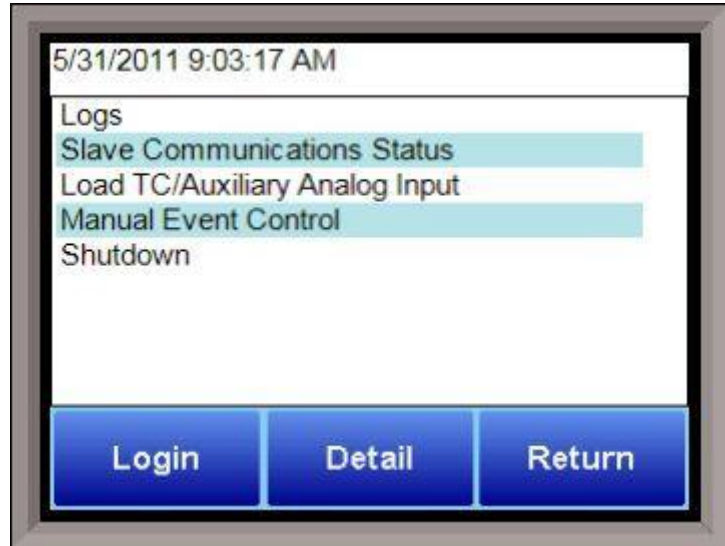 5/31/2011 9:03:17 AM
Logs
Slave Communications Status
Load TC/Auxiliary Analog Input
Manual Event Control
Shutdown
Login Detail Return